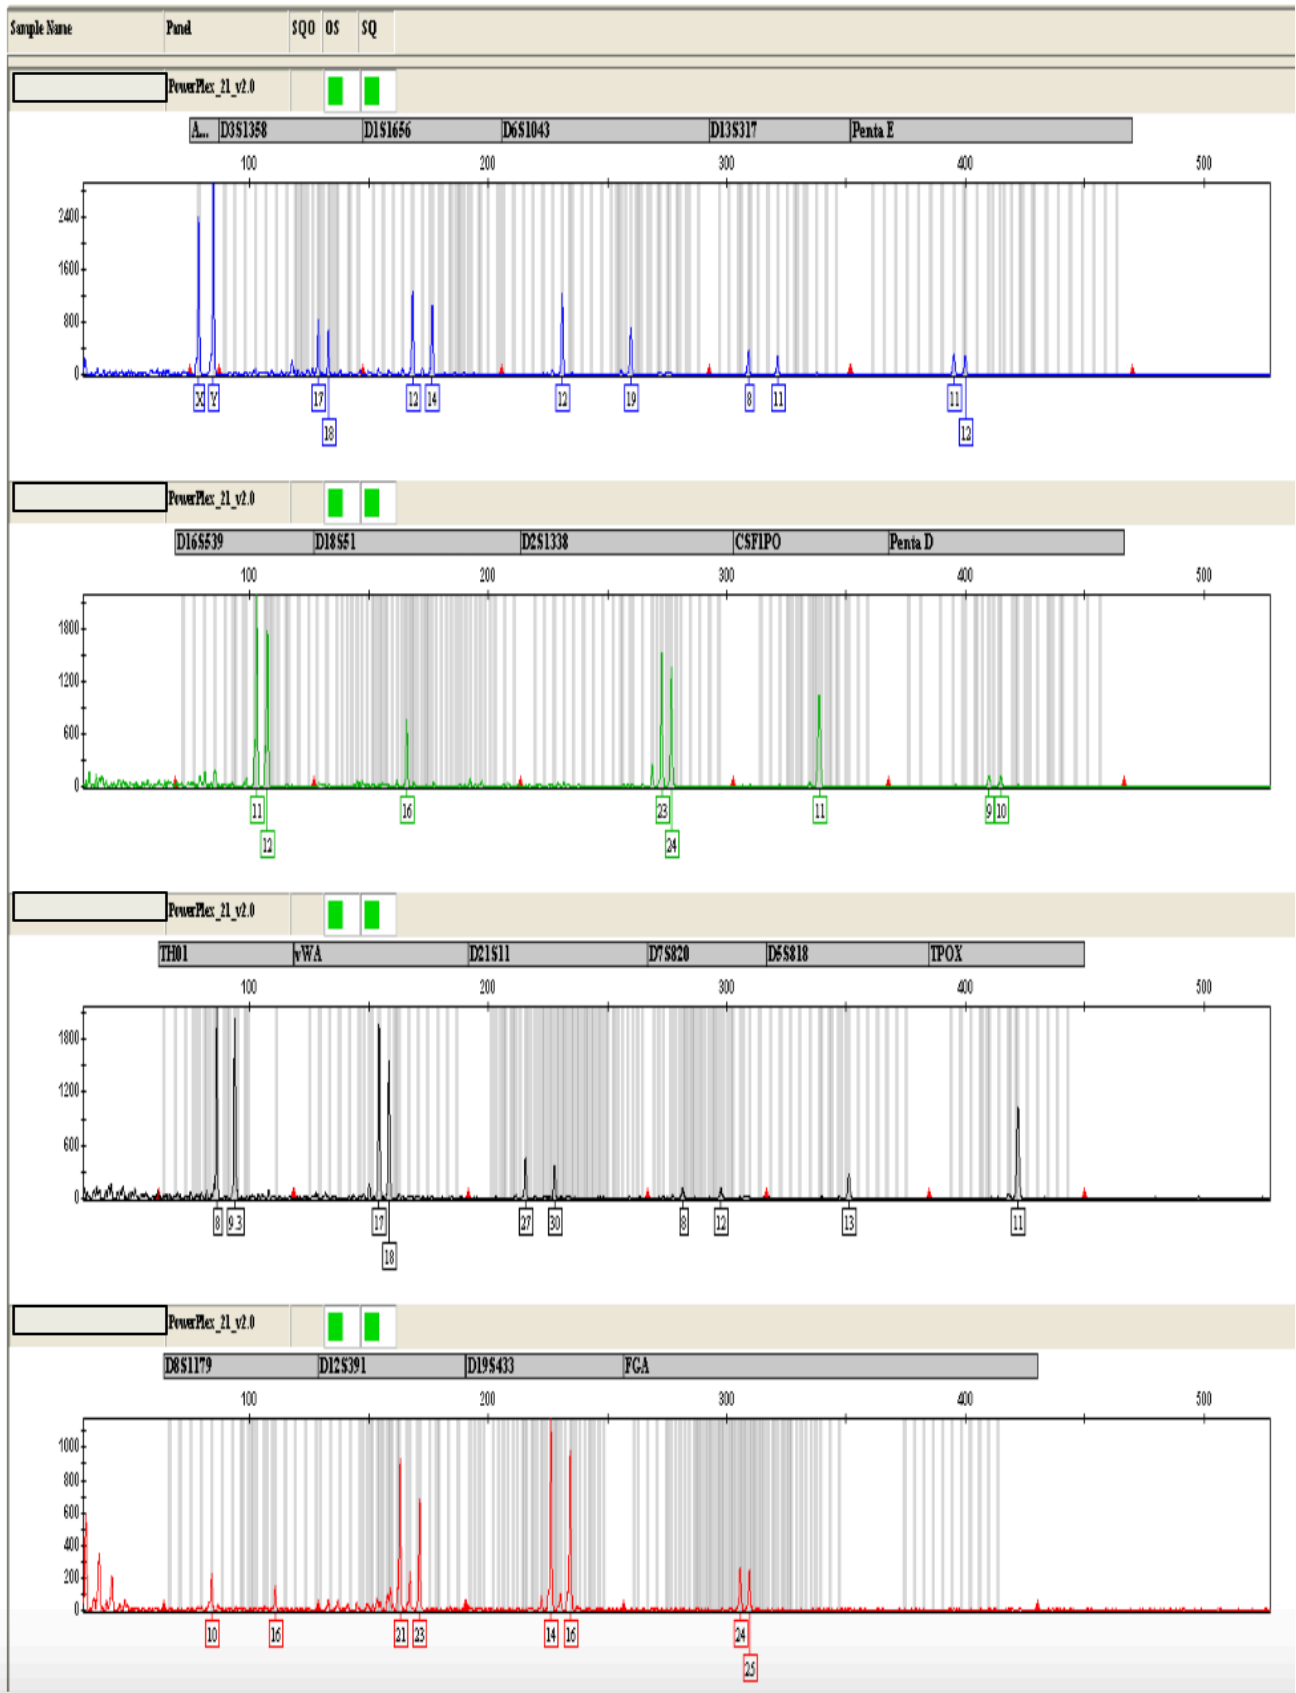 Sample Name Panel SQO OS SQ
PowerPlex_21_v2.0
A... D3S1358 D1S1656 D6S1043 D13S317 Penta E
100 200 300 400 500
2400
1600
800
0
X Y 17 12 14 12 19 8 11 11
18 12
PowerPlex_21_v2.0
D16S539 D18S51 D2S1338 CSF1PO Penta D
100 200 300 400 500
1800
1200
600
0
11 16 23 11 9 10
12 24
PowerPlex_21_v2.0
TH01 vWA D21S11 D7S820 D5S818 TPOX
100 200 300 400 500
1800
1200
600
0
8 9.3 17 27 30 8 12 13 11
18
PowerPlex_21_v2.0
D8S1179 D12S391 D19S433 FGA
100 200 300 400 500
1000
800
600
400
200
0
10 16 21 23 14 16 24
25